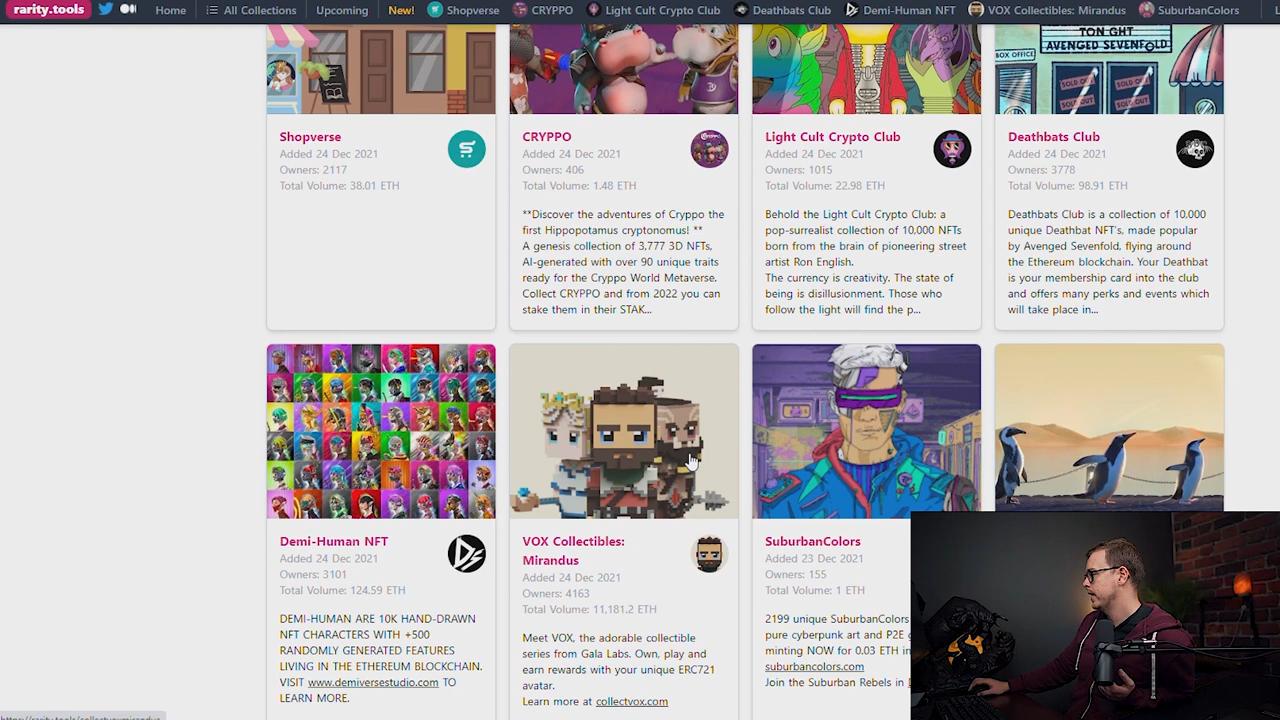 rarity.tools
Home
All Collections
Upcoming
New!
Shopverse
CRYPPO
Light Cult Crypto Club
Deathbats Club
Demi-Human NFT
VOX Collectibles: Mirandus
SuburbanColors
BOX OFFICE
TON GHT
AVENGED SEVENFOLD
SOLD OUT
SOLD OUT
SOLD OUT
SOLD OUT
Shopverse
Added 24 Dec 2021
Owners: 2117
Total Volume: 38.01 ETH
CRYPPO
Added 24 Dec 2021
Owners: 406
Total Volume: 1.48 ETH
**Discover the adventures of Cryppo the
first Hippopotamus cryptonomus! **
A genesis collection of 3,777 3D NFTs,
AI-generated with over 90 unique traits
ready for the Cryppo World Metaverse.
Collect CRYPPO and from 2022 you can
stake them in their STAK...
Light Cult Crypto Club
Added 24 Dec 2021
Owners: 1015
Total Volume: 22.98 ETH
Behold the Light Cult Crypto Club: a
pop-surrealist collection of 10,000 NFTs
born from the brain of pioneering street
artist Ron English.
The currency is creativity. The state of
being is disillusionment. Those who
follow the light will find the p...
Deathbats Club
Added 24 Dec 2021
Owners: 3778
Total Volume: 98.91 ETH
Deathbats Club is a collection of 10,000
unique Deathbat NFT's, made popular
by Avenged Sevenfold, flying around
the Ethereum blockchain. Your Deathbat
is your membership card into the club
and offers many perks and events which
will take place in...
Demi-Human NFT
Added 24 Dec 2021
Owners: 3101
Total Volume: 124.59 ETH
DEMI-HUMAN ARE 10K HAND-DRAWN
NFT CHARACTERS WITH +500
RANDOMLY GENERATED FEATURES
LIVING IN THE ETHEREUM BLOCKCHAIN.
VISIT www.demiversestudio.com TO
LEARN MORE.
VOX Collectibles:
Mirandus
Added 24 Dec 2021
Owners: 4163
Total Volume: 11,181.2 ETH
Meet VOX, the adorable collectible
series from Gala Labs. Own, play and
earn rewards with your unique ERC721
avatar.
Learn more at collectvox.com
SuburbanColors
Added 23 Dec 2021
Owners: 155
Total Volume: 1 ETH
2199 unique SuburbanColors
pure cyberpunk art and P2E
minting NOW for 0.03 ETH
suburbancolors.com
Join the Suburban Rebels in